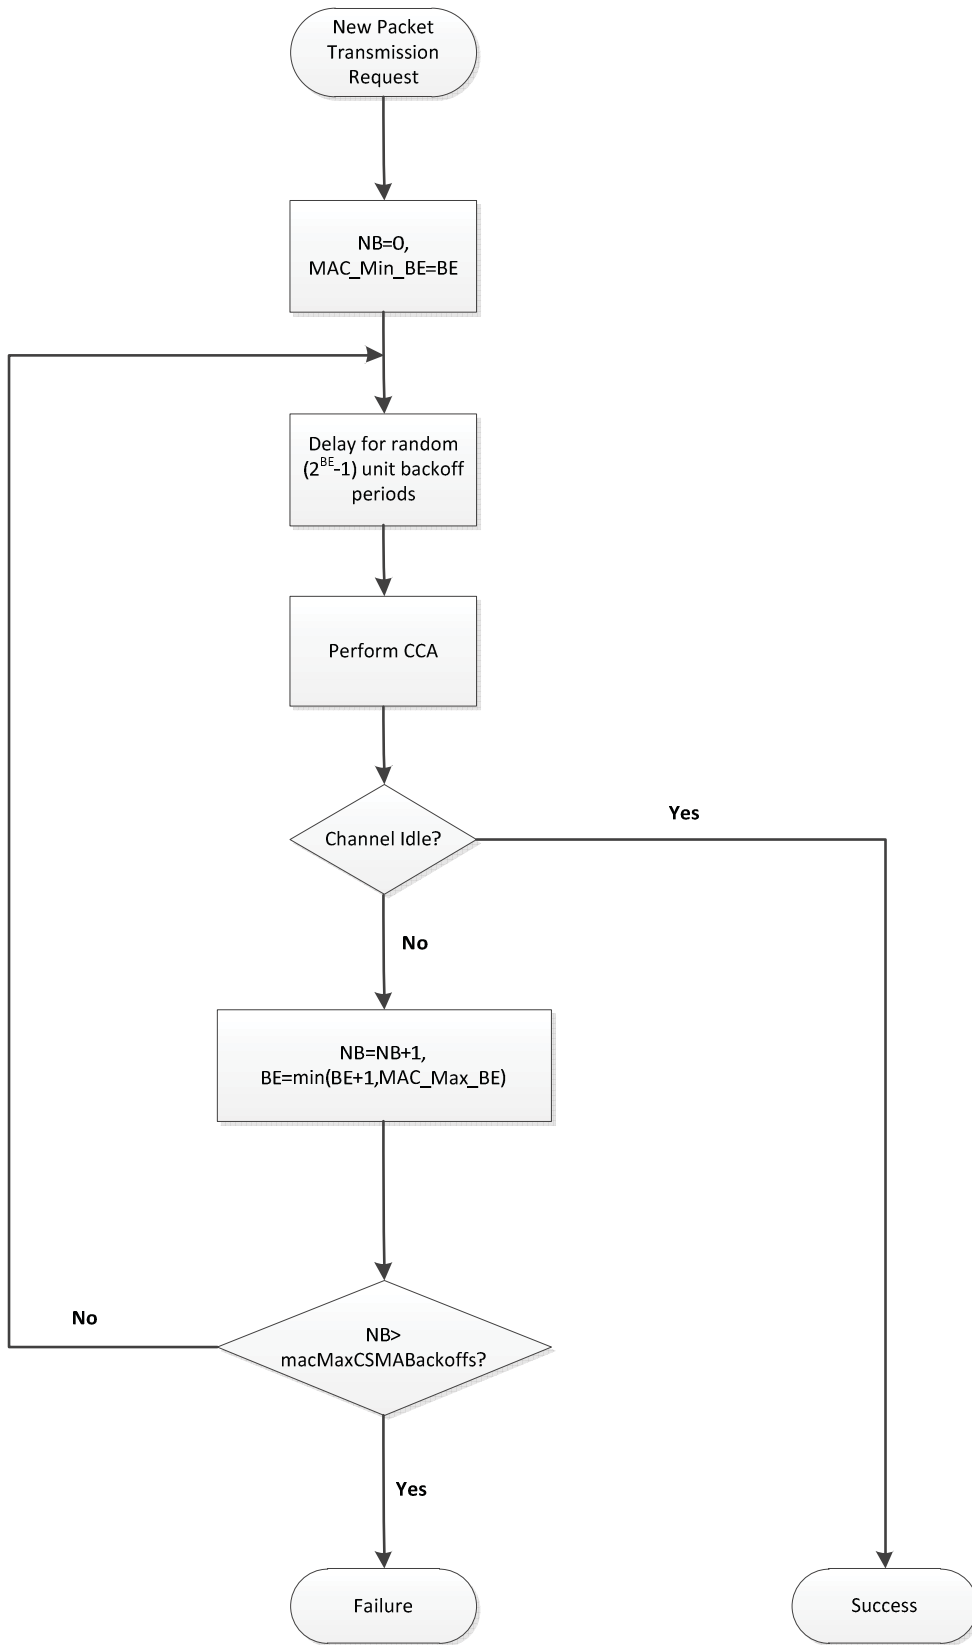 New Packet
Transmission
Request
NB=0,
MAC_Min_BE=BE
Delay for random
(2^BE-1) unit backoff
periods
Perform CCA
Channel Idle?
Yes
No
NB=NB+1,
BE=min(BE+1,MAC_Max_BE)
No
NB>
macMaxCSMABackoffs?
Yes
Failure
Success